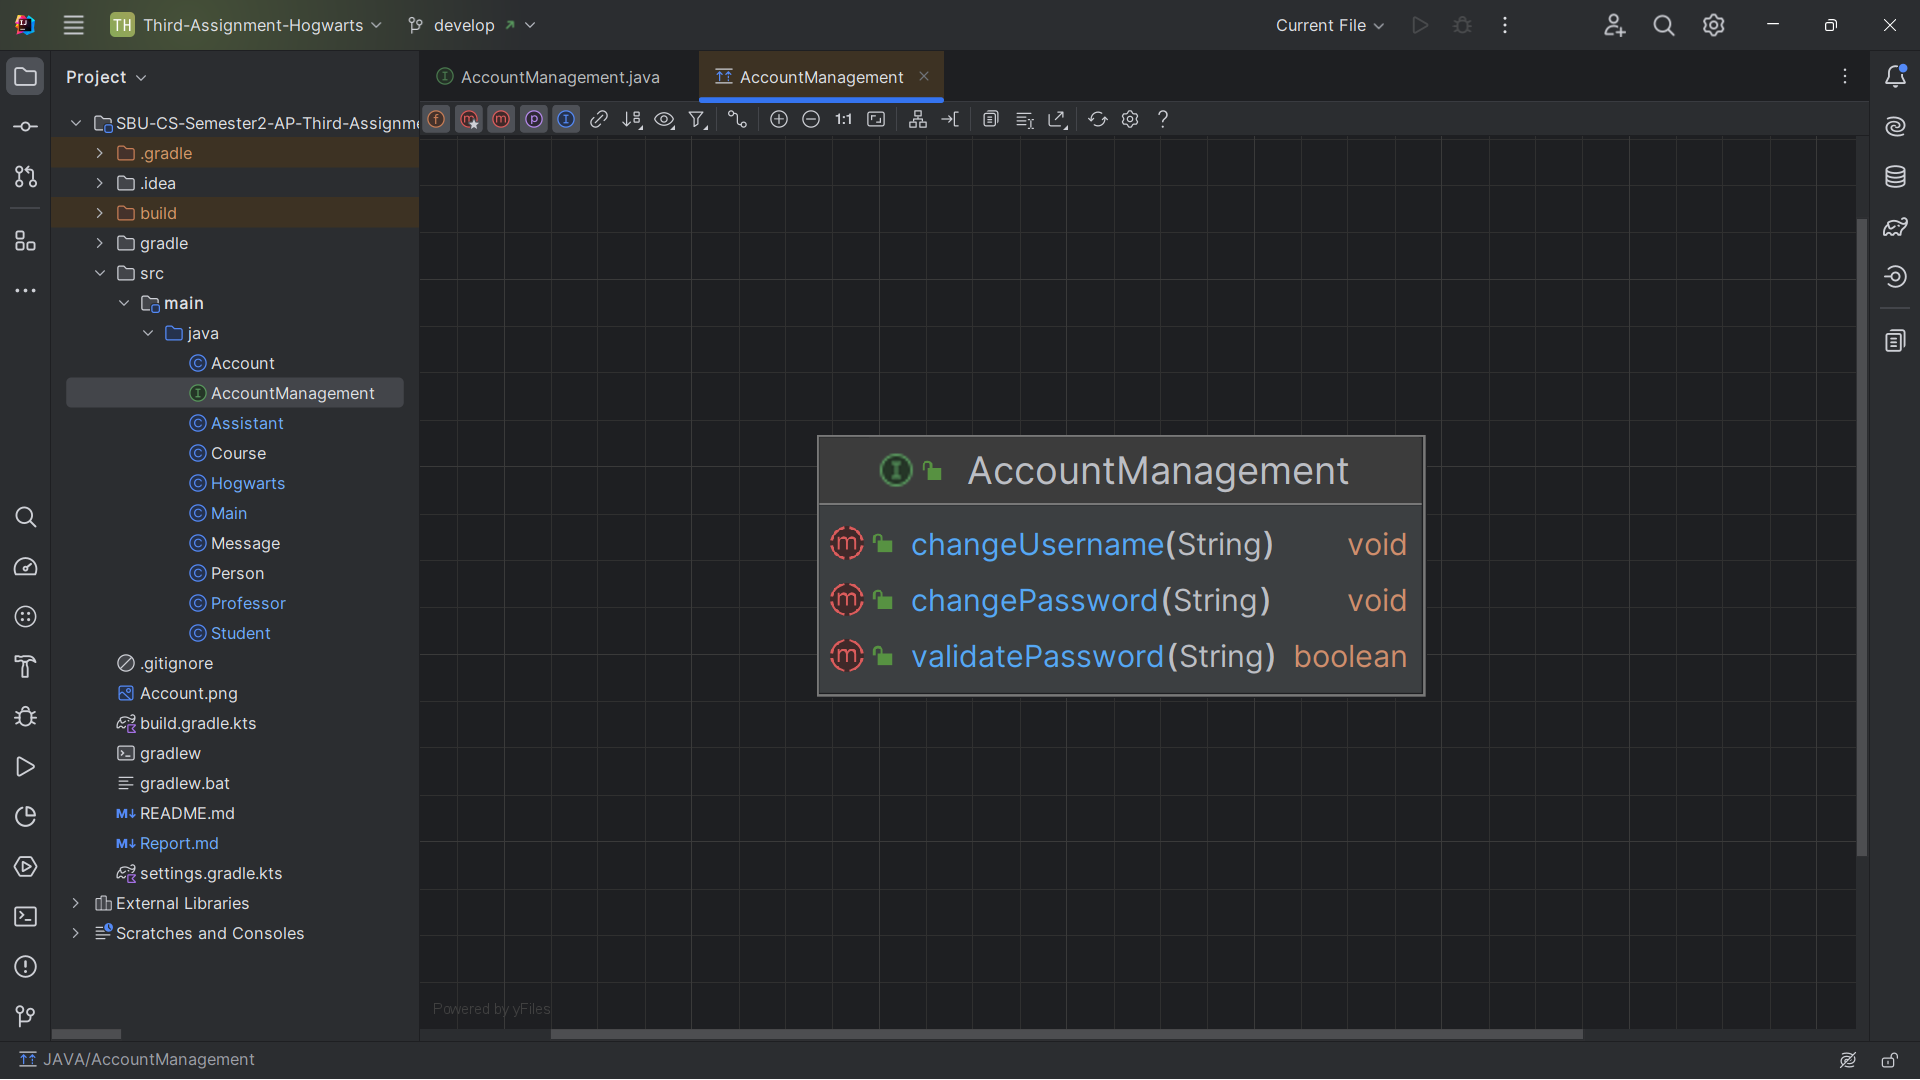 TH Third-Assignment-Hogwarts develop Current File
Project
AccountManagement.java AccountManagement
1:1
SBU-CS-Semester2-AP-Third-Assignme
.gradle
.idea
build
gradle
src
main
java
Account
AccountManagement
Assistant
Course
Hogwarts
Main
Message
Person
Professor
Student
.gitignore
Account.png
build.gradle.kts
gradlew
gradlew.bat
README.md
Report.md
settings.gradle.kts
External Libraries
Scratches and Consoles
AccountManagement
changeUsername(String) void
changePassword(String) void
validatePassword(String) boolean
Powered by yFiles
JAVA/AccountManagement